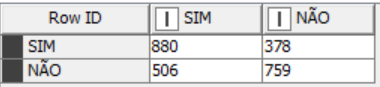 Row ID I SIM I NÃO
SIM 880 378
NÃO 506 759